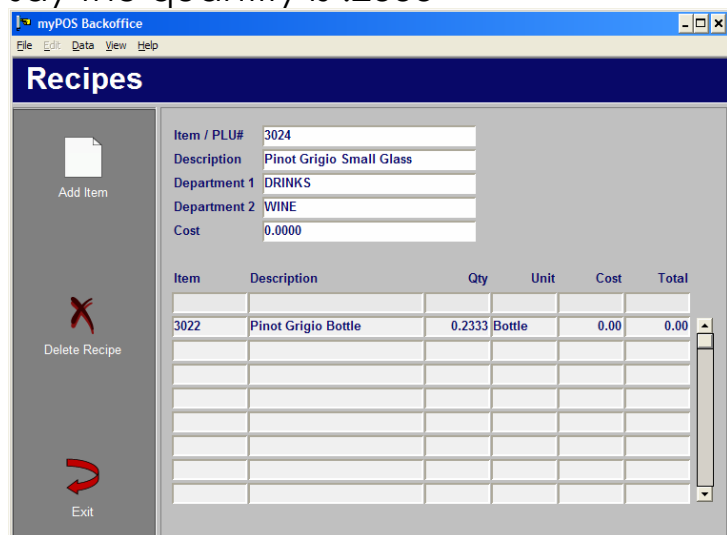 myPOS Backoffice
File Edit Data View Help
Recipes
Add Item
Delete Recipe
Exit
Item / PLU# 3024
Description Pinot Grigio Small Glass
Department 1 DRINKS
Department 2 WINE
Cost 0.0000
Item Description Qty Unit Cost Total
3022 Pinot Grigio Bottle 0.2333 Bottle 0.00 0.00